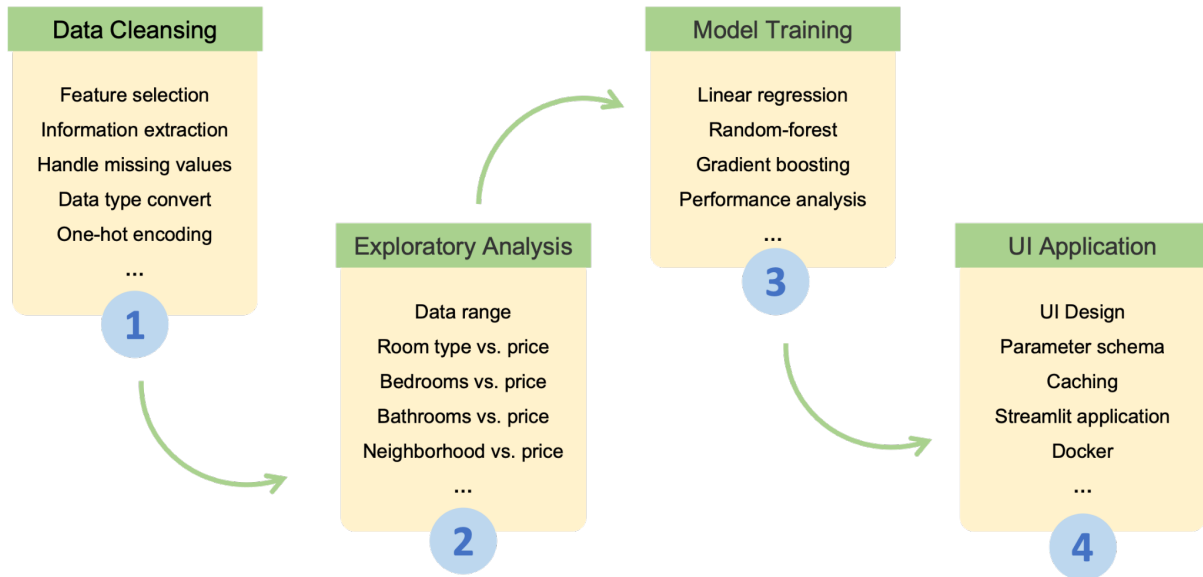 Data Cleansing
Feature selection
Information extraction
Handle missing values
Data type convert
One-hot encoding
...
1
Exploratory Analysis
Data range
Room type vs. price
Bedrooms vs. price
Bathrooms vs. price
Neighborhood vs. price
...
2
Model Training
Linear regression
Random-forest
Gradient boosting
Performance analysis
...
3
UI Application
UI Design
Parameter schema
Caching
Streamlit application
Docker
...
4